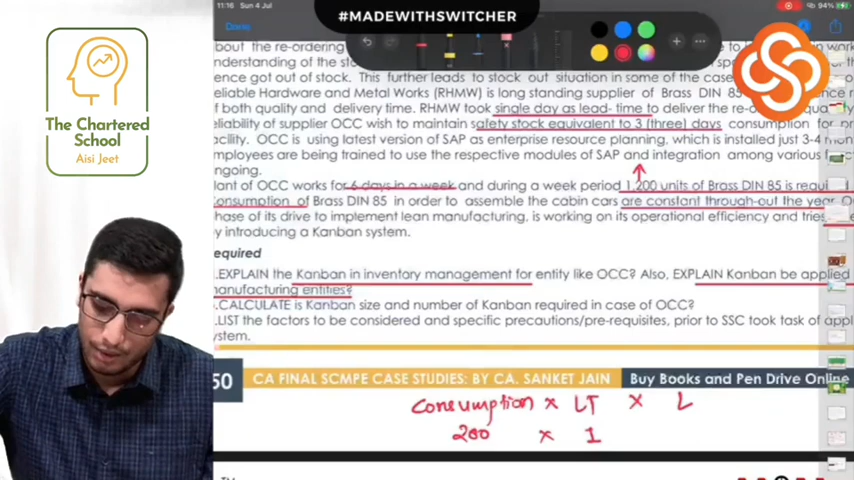 11:16 Sun 4 Jul
#MADEWITHSWITCHER
94%
Done
The Chartered
School
Aisi Jeet
about the re-ordering
understanding of the
ence got out of stock. This further leads to stock out situation in some of the
eliable Hardware and Metal Works (RHMW) is long standing supplier of Brass DIN 85
f both quality and delivery time. RHMW took single day as lead- time to deliver the
eliability of supplier OCC wish to maintain safety stock equivalent to 3 (three) days consumption for
acility. OCC is using latest version of SAP as enterprise resource planning, which is installed just 3-4
mployees are being trained to use the respective modules of SAP and integration among various
ngoing.
lant of OCC works for 6 days in a week and during a week period 1,200 units of Brass DIN 85 is
consumption of Brass DIN 85 in order to assemble the cabin cars are constant through-out the year.
hase of its drive to implement lean manufacturing, is working on its operational efficiency and tries
y introducing a Kanban system.
equired
.EXPLAIN the Kanban in inventory management for entity like OCC? Also, EXPLAIN Kanban be applied
manufacturing entities?
.CALCULATE is Kanban size and number of Kanban required in case of OCC?
.LIST the factors to be considered and specific precautions/pre-requisites, prior to SSC took task of
ystem.
50 CA FINAL SCMPE CASE STUDIES: BY CA. SANKET JAIN Buy Books and Pen Drive Online
Consumption x LT x L
200 x 1